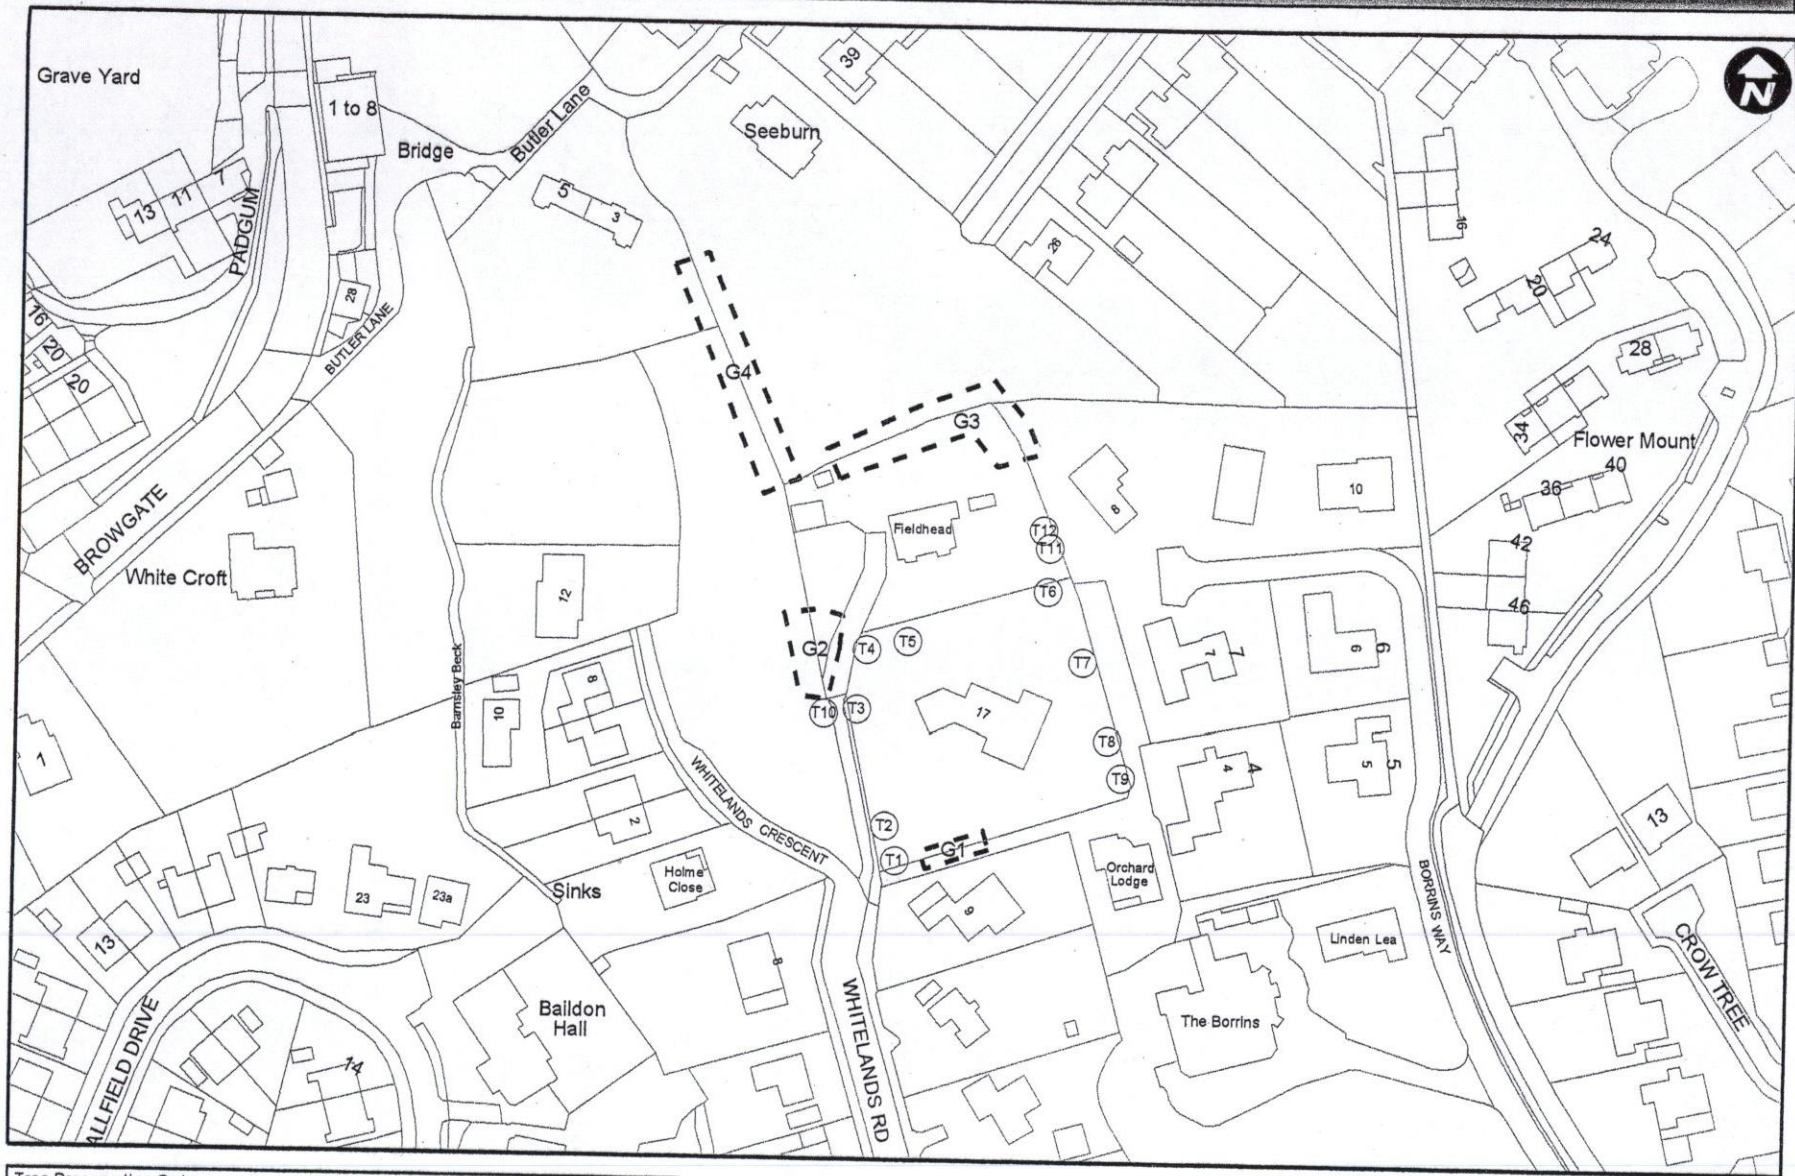 Grave Yard
1 to 8
Bridge
Butler Lane
39
Seeburn
N
13
11
7
PADGUM
5
3
26
16
24
20
28
BUTLER LANE
16
20
20
G4
G3
28
34
Flower Mount
40
36
8
10
BROWGATE
White Croft
Fieldhead
T12
T11
42
46
12
T6
G2
T4
T5
T7
7
7
6
6
Barnsley Beck
8
10
T10
T3
17
T8
T9
4
4
5
5
1
2
WHITELANDS CRESCENT
T2
T1
G1
13
Holme
Close
Orchard
Lodge
23
23a
Sinks
9
BORRINS WAY
13
8
Linden Lea
CROW TREE
Baildon
Hall
The Borrins
WHITELANDS RD
ALLFIELD DRIVE
14